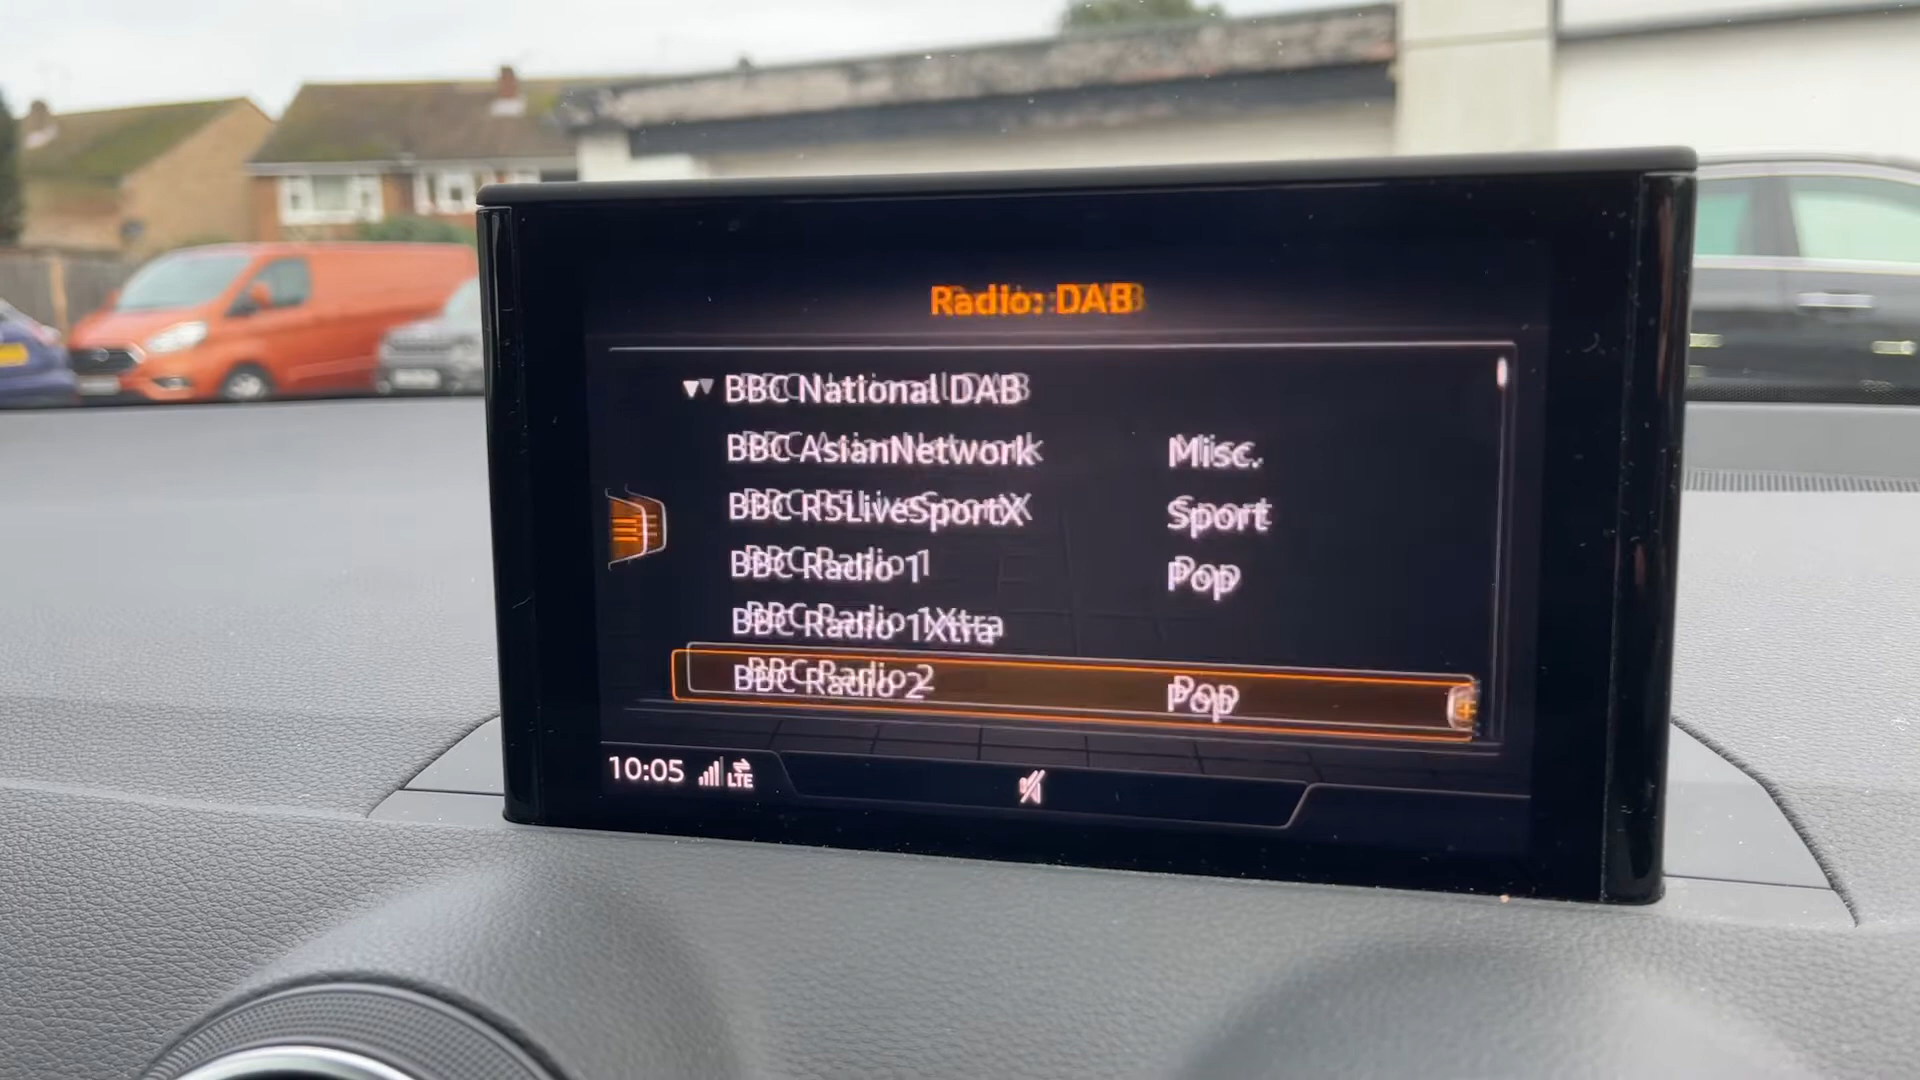 Radio: DAB
BBC National DAB
BBC AsianNetwork Misc.
BBC R5LiveSportX Sport
BBC Radio 1 Pop
BBC Radio 1Xtra
BBC Radio 2 Pop
10:05 LTE